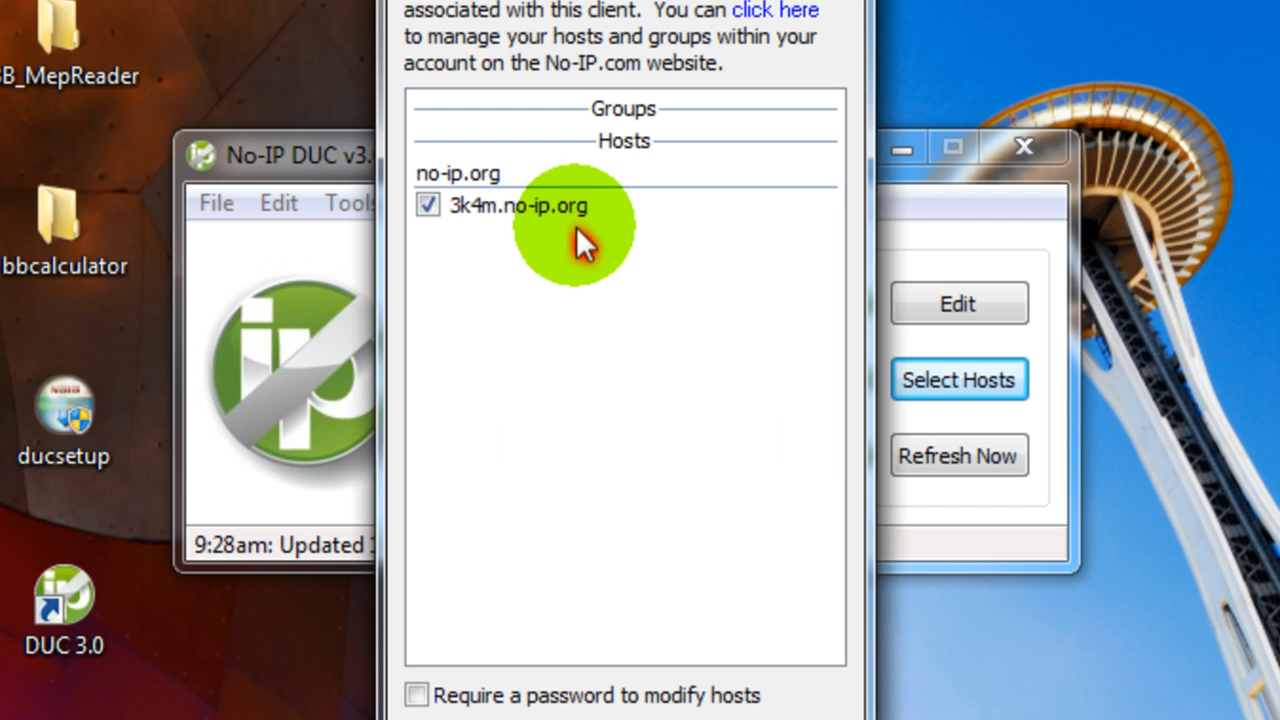 associated with this client. You can click here
to manage your hosts and groups within your
account on the No-IP.com website.
Groups
Hosts
no-ip.org
3k4m.no-ip.org
Require a password to modify hosts
No-IP DUC v3.
File Edit Tools
ip
Edit
Select Hosts
Refresh Now
9:28am: Updated
B_MepReader
bbcalculator
ducsetup
ip
DUC 3.0